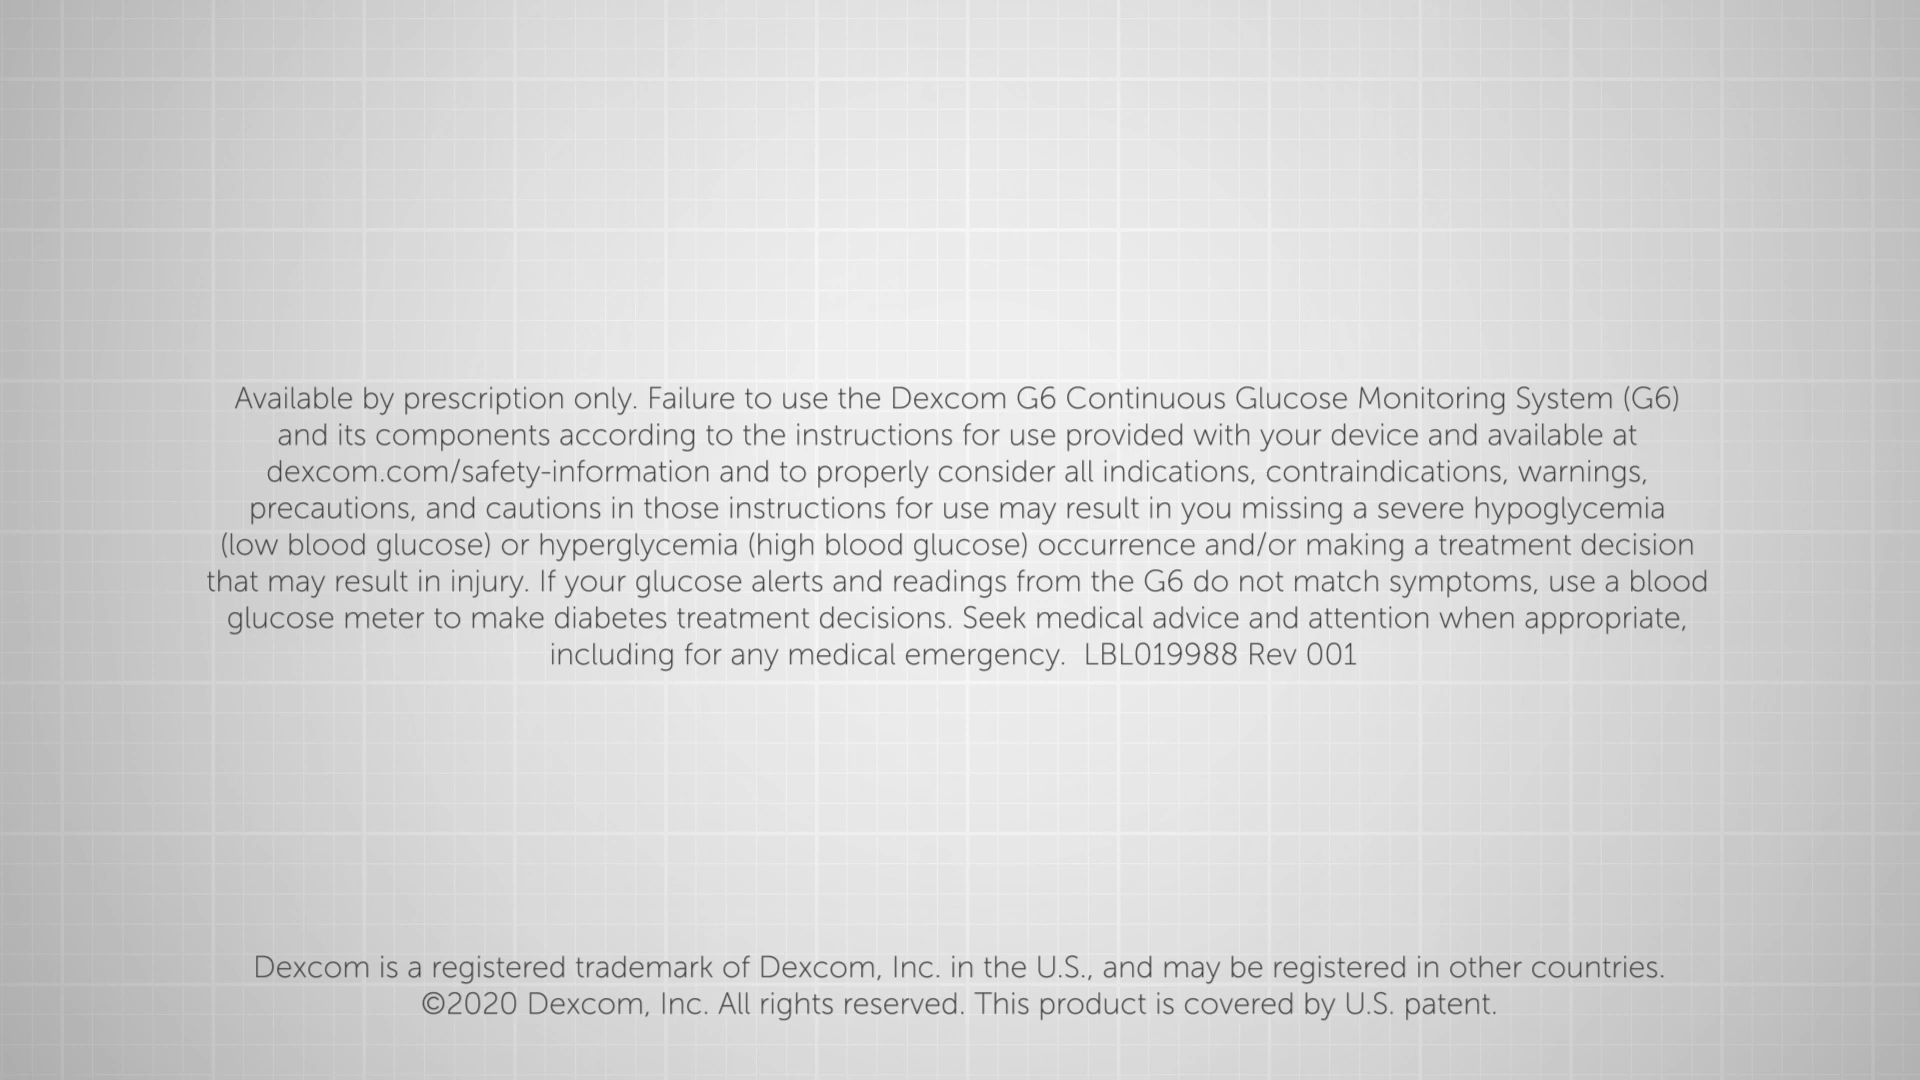 Available by prescription only. Failure to use the Dexcom G6 Continuous Glucose Monitoring System (G6)
and its components according to the instructions for use provided with your device and available at
dexcom.com/safety-information and to properly consider all indications, contraindications, warnings,
precautions, and cautions in those instructions for use may result in you missing a severe hypoglycemia
(low blood glucose) or hyperglycemia (high blood glucose) occurrence and/or making a treatment decision
that may result in injury. If your glucose alerts and readings from the G6 do not match symptoms, use a blood
glucose meter to make diabetes treatment decisions. Seek medical advice and attention when appropriate,
including for any medical emergency.  LBL019988 Rev 001
Dexcom is a registered trademark of Dexcom, Inc. in the U.S., and may be registered in other countries.
©2020 Dexcom, Inc. All rights reserved. This product is covered by U.S. patent.